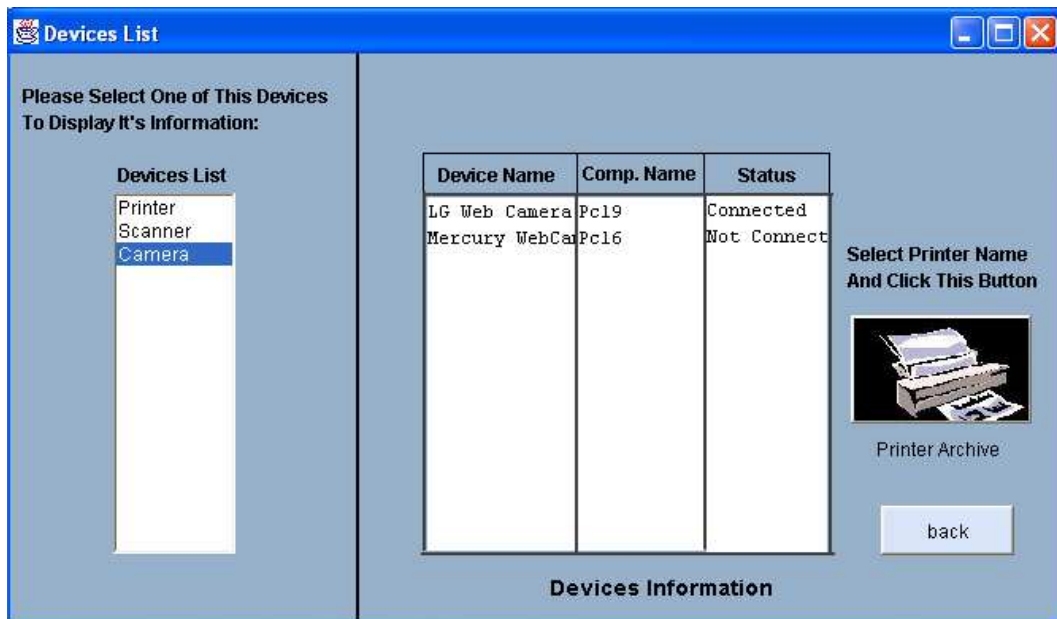 Devices List
Please Select One of This Devices
To Display It's Information:
Devices List
Printer
Scanner
Camera
Device Name Comp. Name Status
LG Web Camera Pc19 Connected
Mercury WebCa Pc16 Not Connect
Select Printer Name
And Click This Button
Printer Archive
back
Devices Information